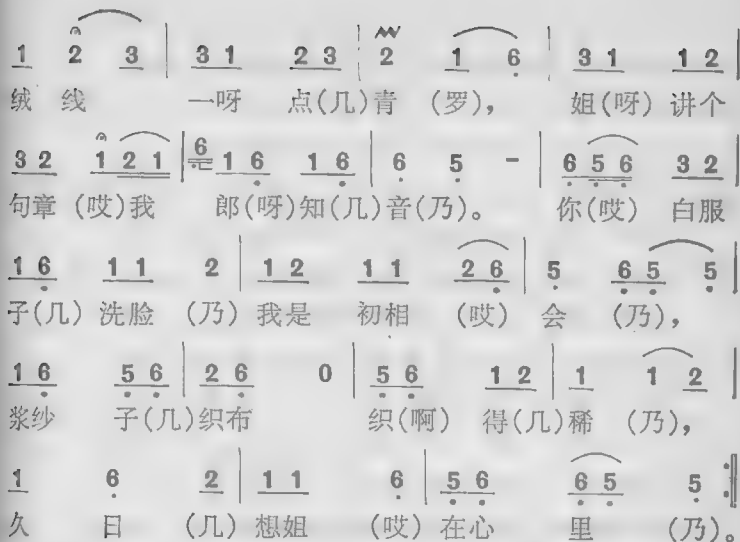 1 2 3 | 3 1 2 3 | 2 1 6 | 3 1 1 2 |
绒 线 一呀 点(几)青 (罗), 姐(呀) 讲个
3 2 1 2 1 | 6 1 6 1 6 | 6 5 - | 6 5 6 3 2 |
句章 (哎)我 郎(呀)知(几)音(乃)。 你(哎) 白服
1 6 1 1 2 | 1 2 1 1 2 6 | 5 6 5 5 |
子(几) 洗脸 (乃) 我是 初相 (哎) 会 (乃),
1 6 5 6 | 2 6 0 | 5 6 1 2 | 1 1 2 |
浆纱 子(几)织布 织(啊) 得(几)稀 (乃),
1 6 2 | 1 1 6 | 5 6 6 5 5 :‖
久 日 (几) 想姐 (哎) 在心 里 (乃)。